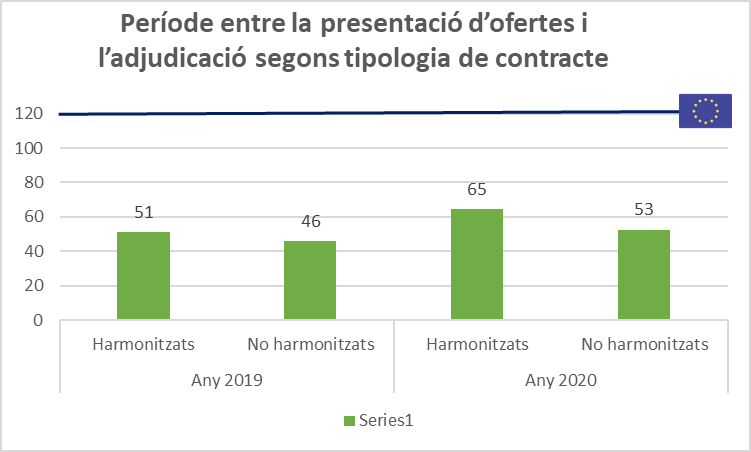 Període entre la presentació d’ofertes i
l’adjudicació segons tipologia de contracte
120
100
80
60
40
20
0
51
46
65
53
Harmonitzats
No harmonitzats
Harmonitzats
No harmonitzats
Any 2019
Any 2020
Series1